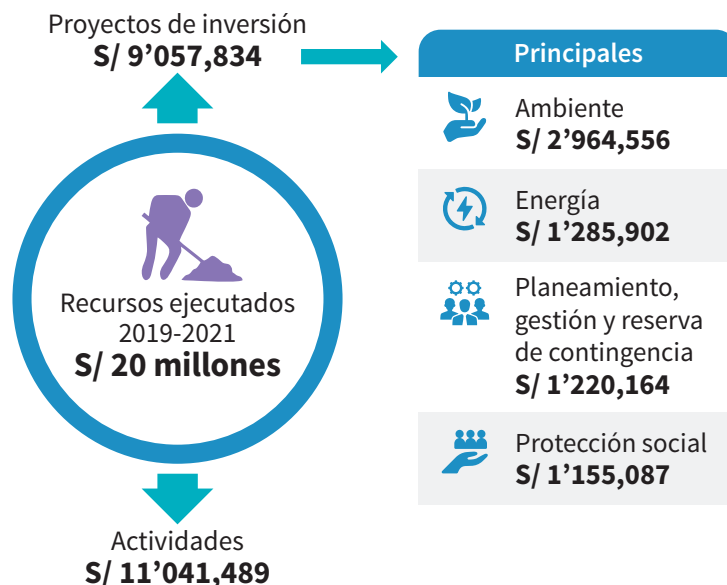 Proyectos de inversión
S/ 9’057,834
Recursos ejecutados
2019-2021
S/ 20 millones
Actividades
S/ 11’041,489
Principales
Ambiente
S/ 2’964,556
Energía
S/ 1’285,902
Planeamiento,
gestión y reserva
de contingencia
S/ 1’220,164
Protección social
S/ 1’155,087